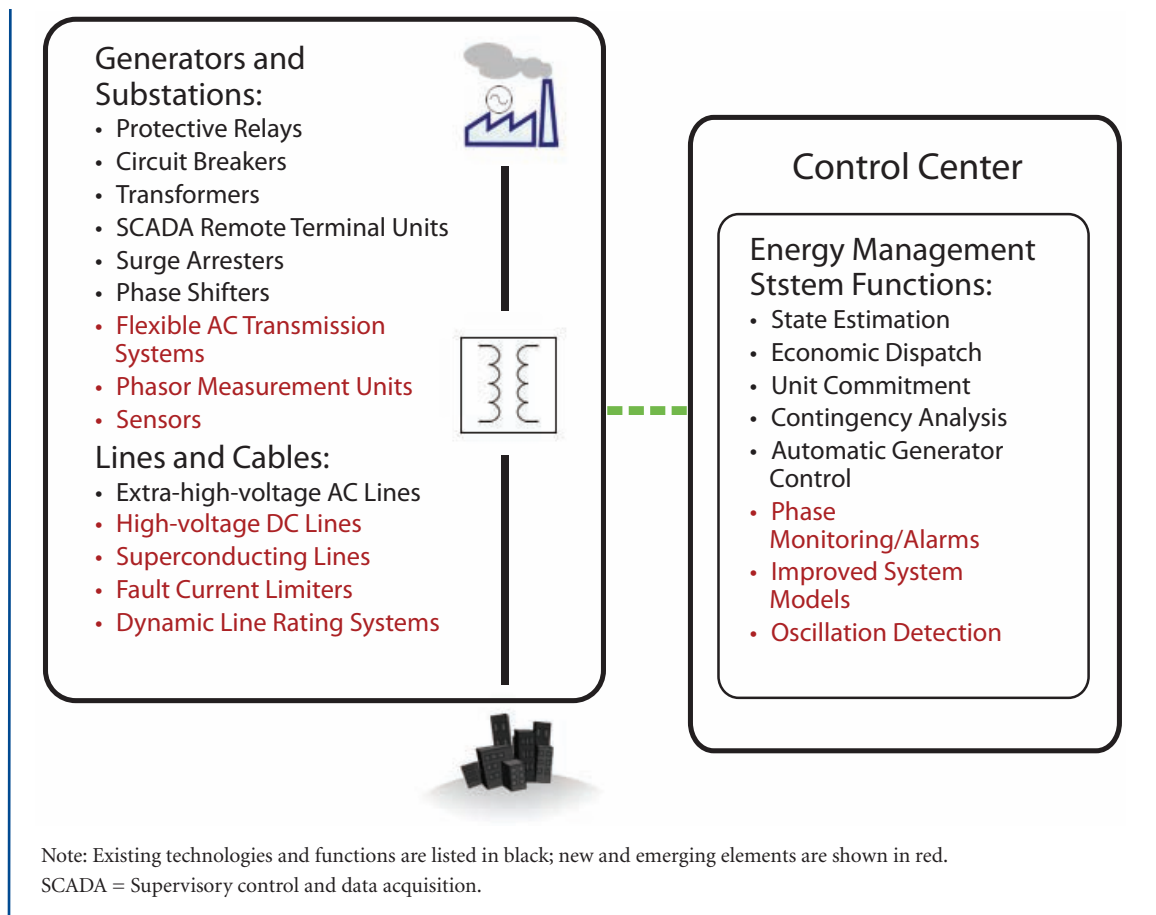 Generators and
Substations:
• Protective Relays
• Circuit Breakers
• Transformers
• SCADA Remote Terminal Units
• Surge Arresters
• Phase Shifters
• Flexible AC Transmission
Systems
• Phasor Measurement Units
• Sensors
Lines and Cables:
• Extra-high-voltage AC Lines
• High-voltage DC Lines
• Superconducting Lines
• Fault Current Limiters
• Dynamic Line Rating Systems
Control Center
Energy Management
Ststem Functions:
• State Estimation
• Economic Dispatch
• Unit Commitment
• Contingency Analysis
• Automatic Generator
Control
• Phase
Monitoring/Alarms
• Improved System
Models
• Oscillation Detection
Note: Existing technologies and functions are listed in black; new and emerging elements are shown in red.
SCADA = Supervisory control and data acquisition.